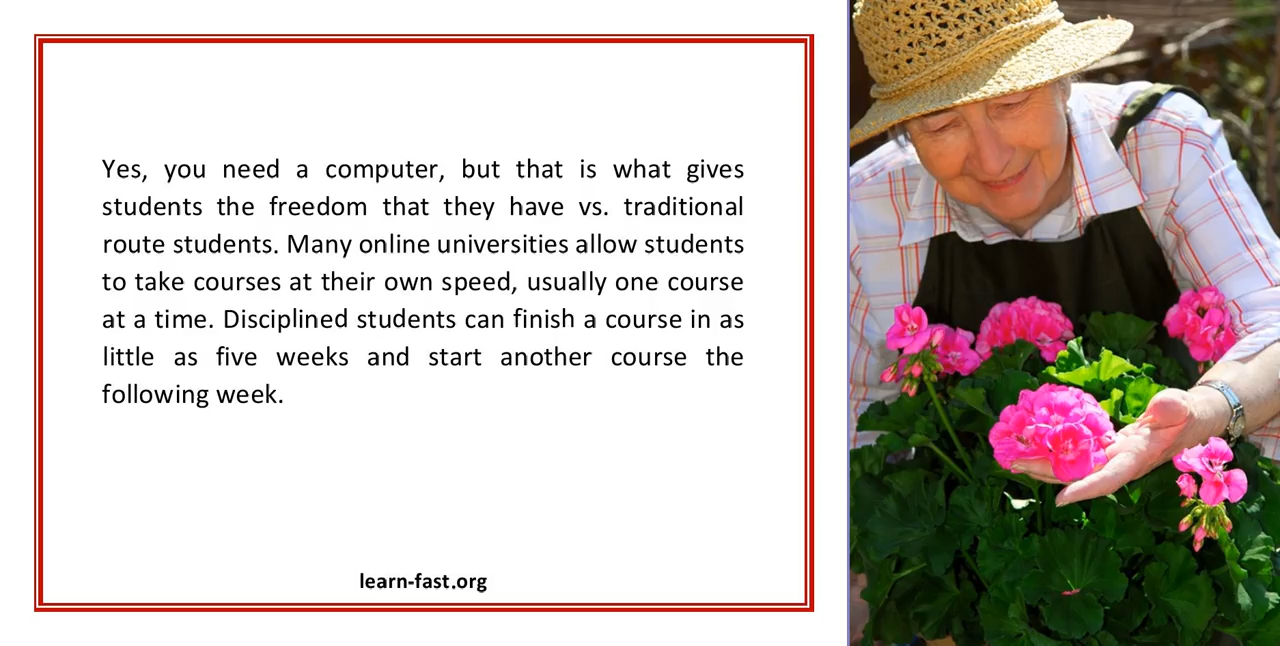 Yes, you need a computer, but that is what gives
students the freedom that they have vs. traditional
route students. Many online universities allow students
to take courses at their own speed, usually one course
at a time. Disciplined students can finish a course in as
little as five weeks and start another course the
following week.
learn-fast.org